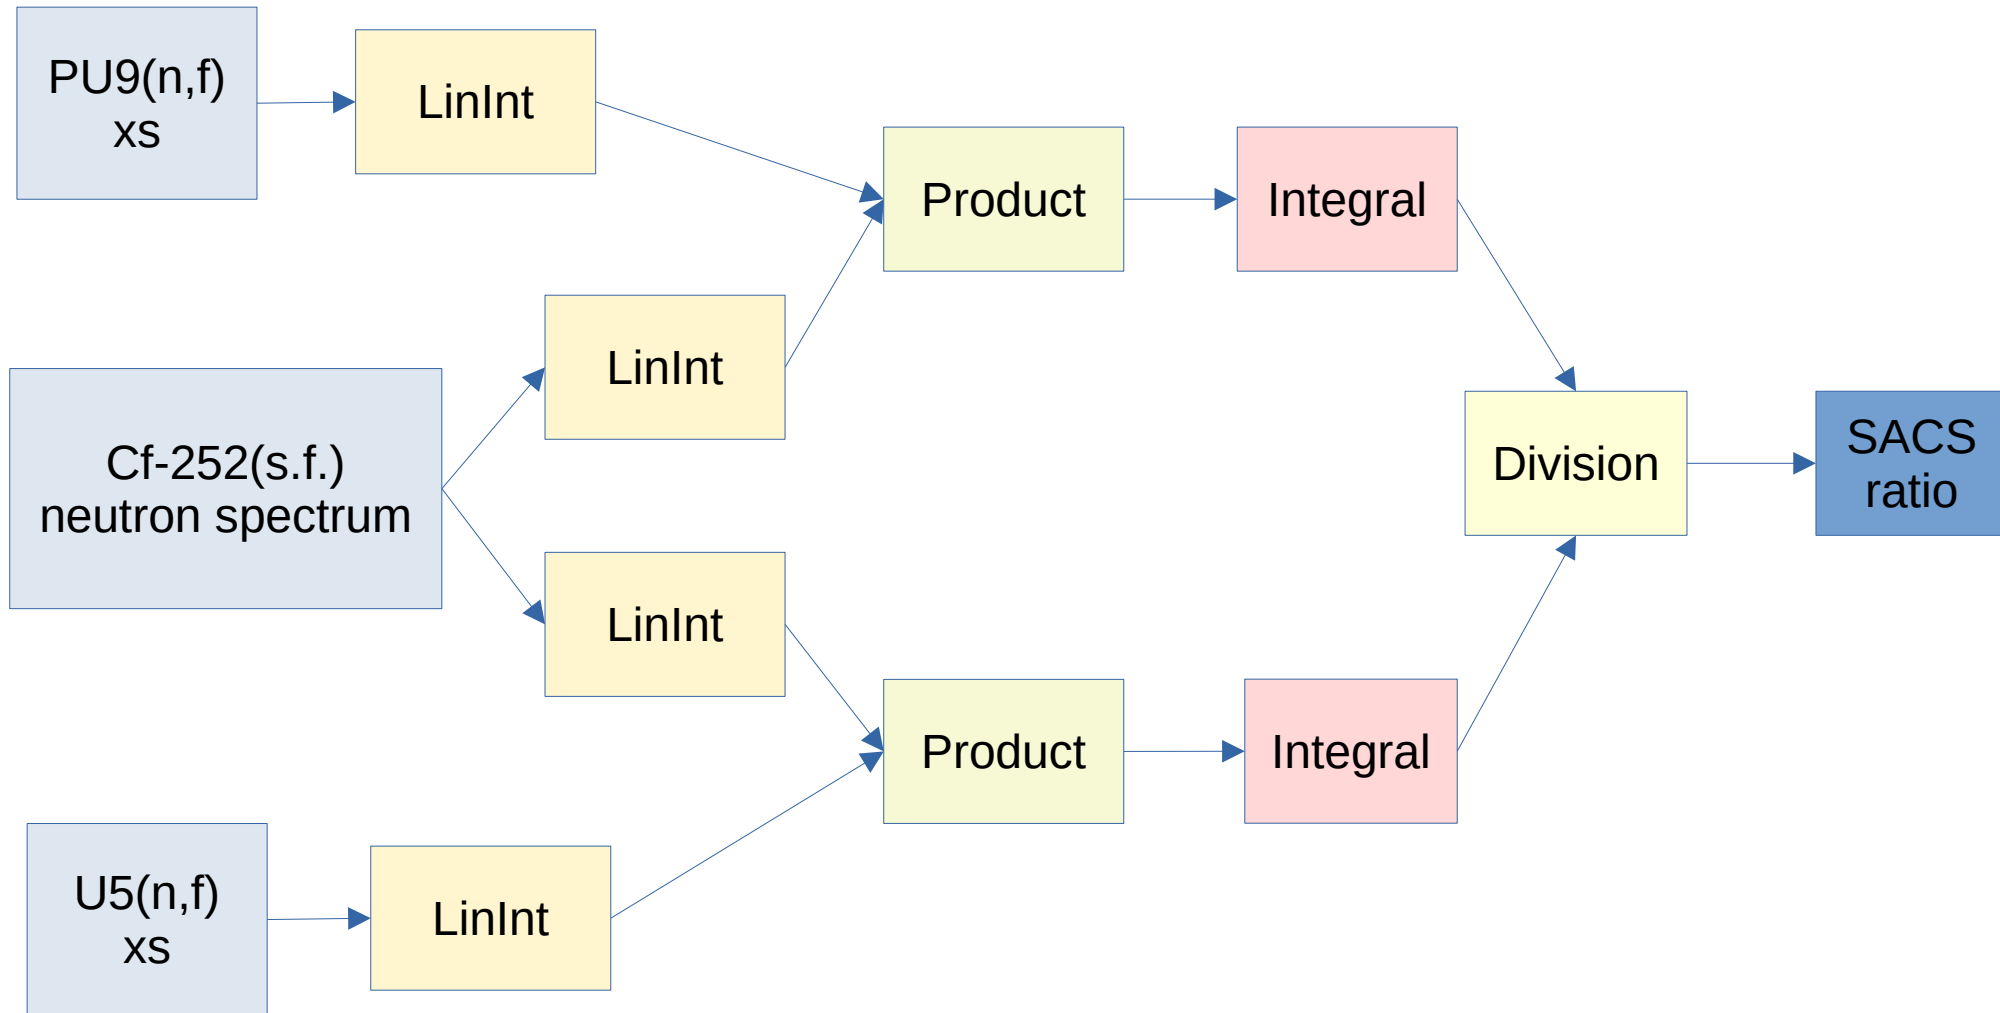 PU9(n,f)
xs
LinInt
Product
Integral
LinInt
Cf-252(s.f.)
neutron spectrum
Division
SACS
ratio
LinInt
Product
Integral
U5(n,f)
xs
LinInt